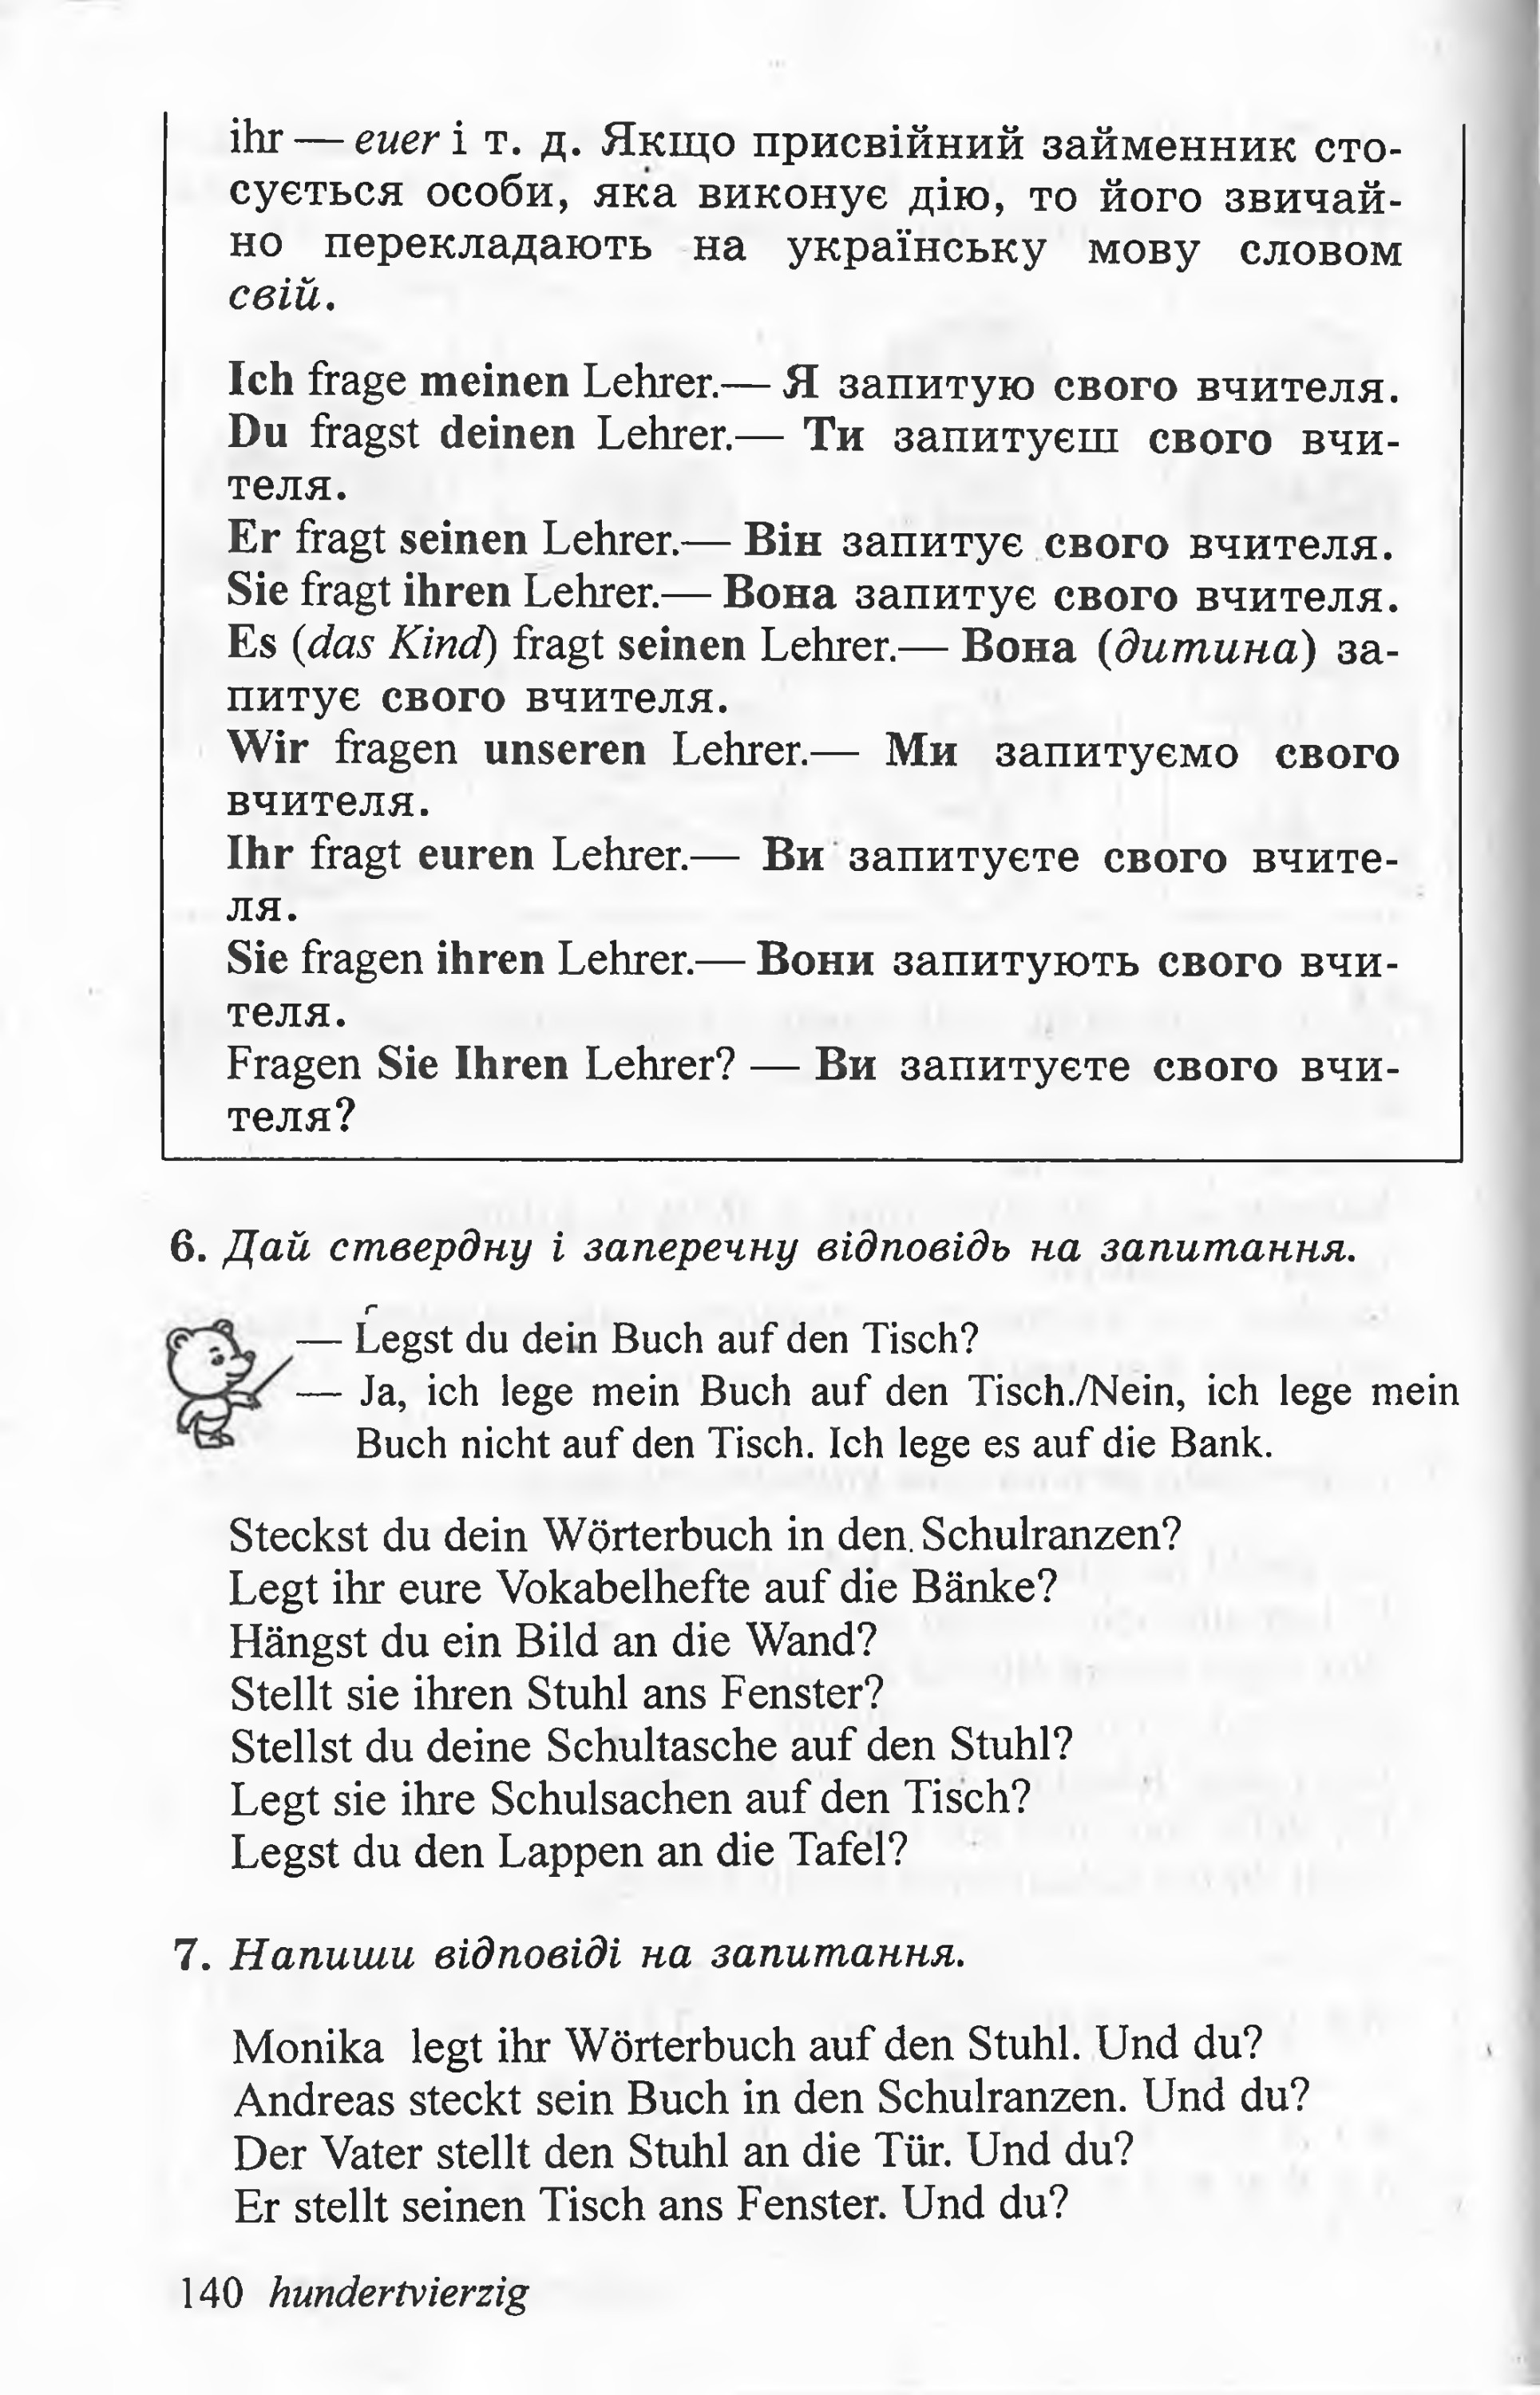 ihr — euer і т. д. Якщо присвійний займенник сто-
сується особи, яка виконує дію, то його звичай-
но перекладають на українську мову словом
свій.
Ich frage meinen Lehrer.— Я запитую свого вчителя.
Du fragst deinen Lehrer.— Ти запитуєш свого вчи-
теля.
Er fragt seinen Lehrer.— Він запитує свого вчителя.
Sie fragt ihren Lehrer.— Вона запитує свого вчителя.
Es (das Kind) fragt seinen Lehrer.— Вона (дитина) за-
питує свого вчителя.
Wir fragen unseren Lehrer.— Ми запитуємо свого
вчителя.
Ihr fragt euren Lehrer.— Ви запитуєте свого вчите-
ля.
Sie fragen ihren Lehrer.— Вони запитують свого вчи-
теля.
Fragen Sie Ihren Lehrer? — Ви запитуєте свого вчи-
теля?
6. Дай ствердну і заперечну відповідь на запитання.
— Legst du dein Buch auf den Tisch?
— Ja, ich lege mein Buch auf den Tisch./Nein, ich lege mein
Buch nicht auf den Tisch. Ich lege es auf die Bank.
Steckst du dein Wörterbuch in den Schulranzen?
Legt ihr eure Vokabelhefte auf die Bänke?
Hängst du ein Bild an die Wand?
Stellt sie ihren Stuhl ans Fenster?
Stellst du deine Schultasche auf den Stuhl?
Legt sie ihre Schulsachen auf den Tisch?
Legst du den Lappen an die Tafel?
7. Напиши відповіді на запитання.
Monika legt ihr Wörterbuch auf den Stuhl. Und du?
Andreas steckt sein Buch in den Schulranzen. Und du?
Der Vater stellt den Stuhl an die Tür. Und du?
Er stellt seinen Tisch ans Fenster. Und du?
140 hundertvierzig